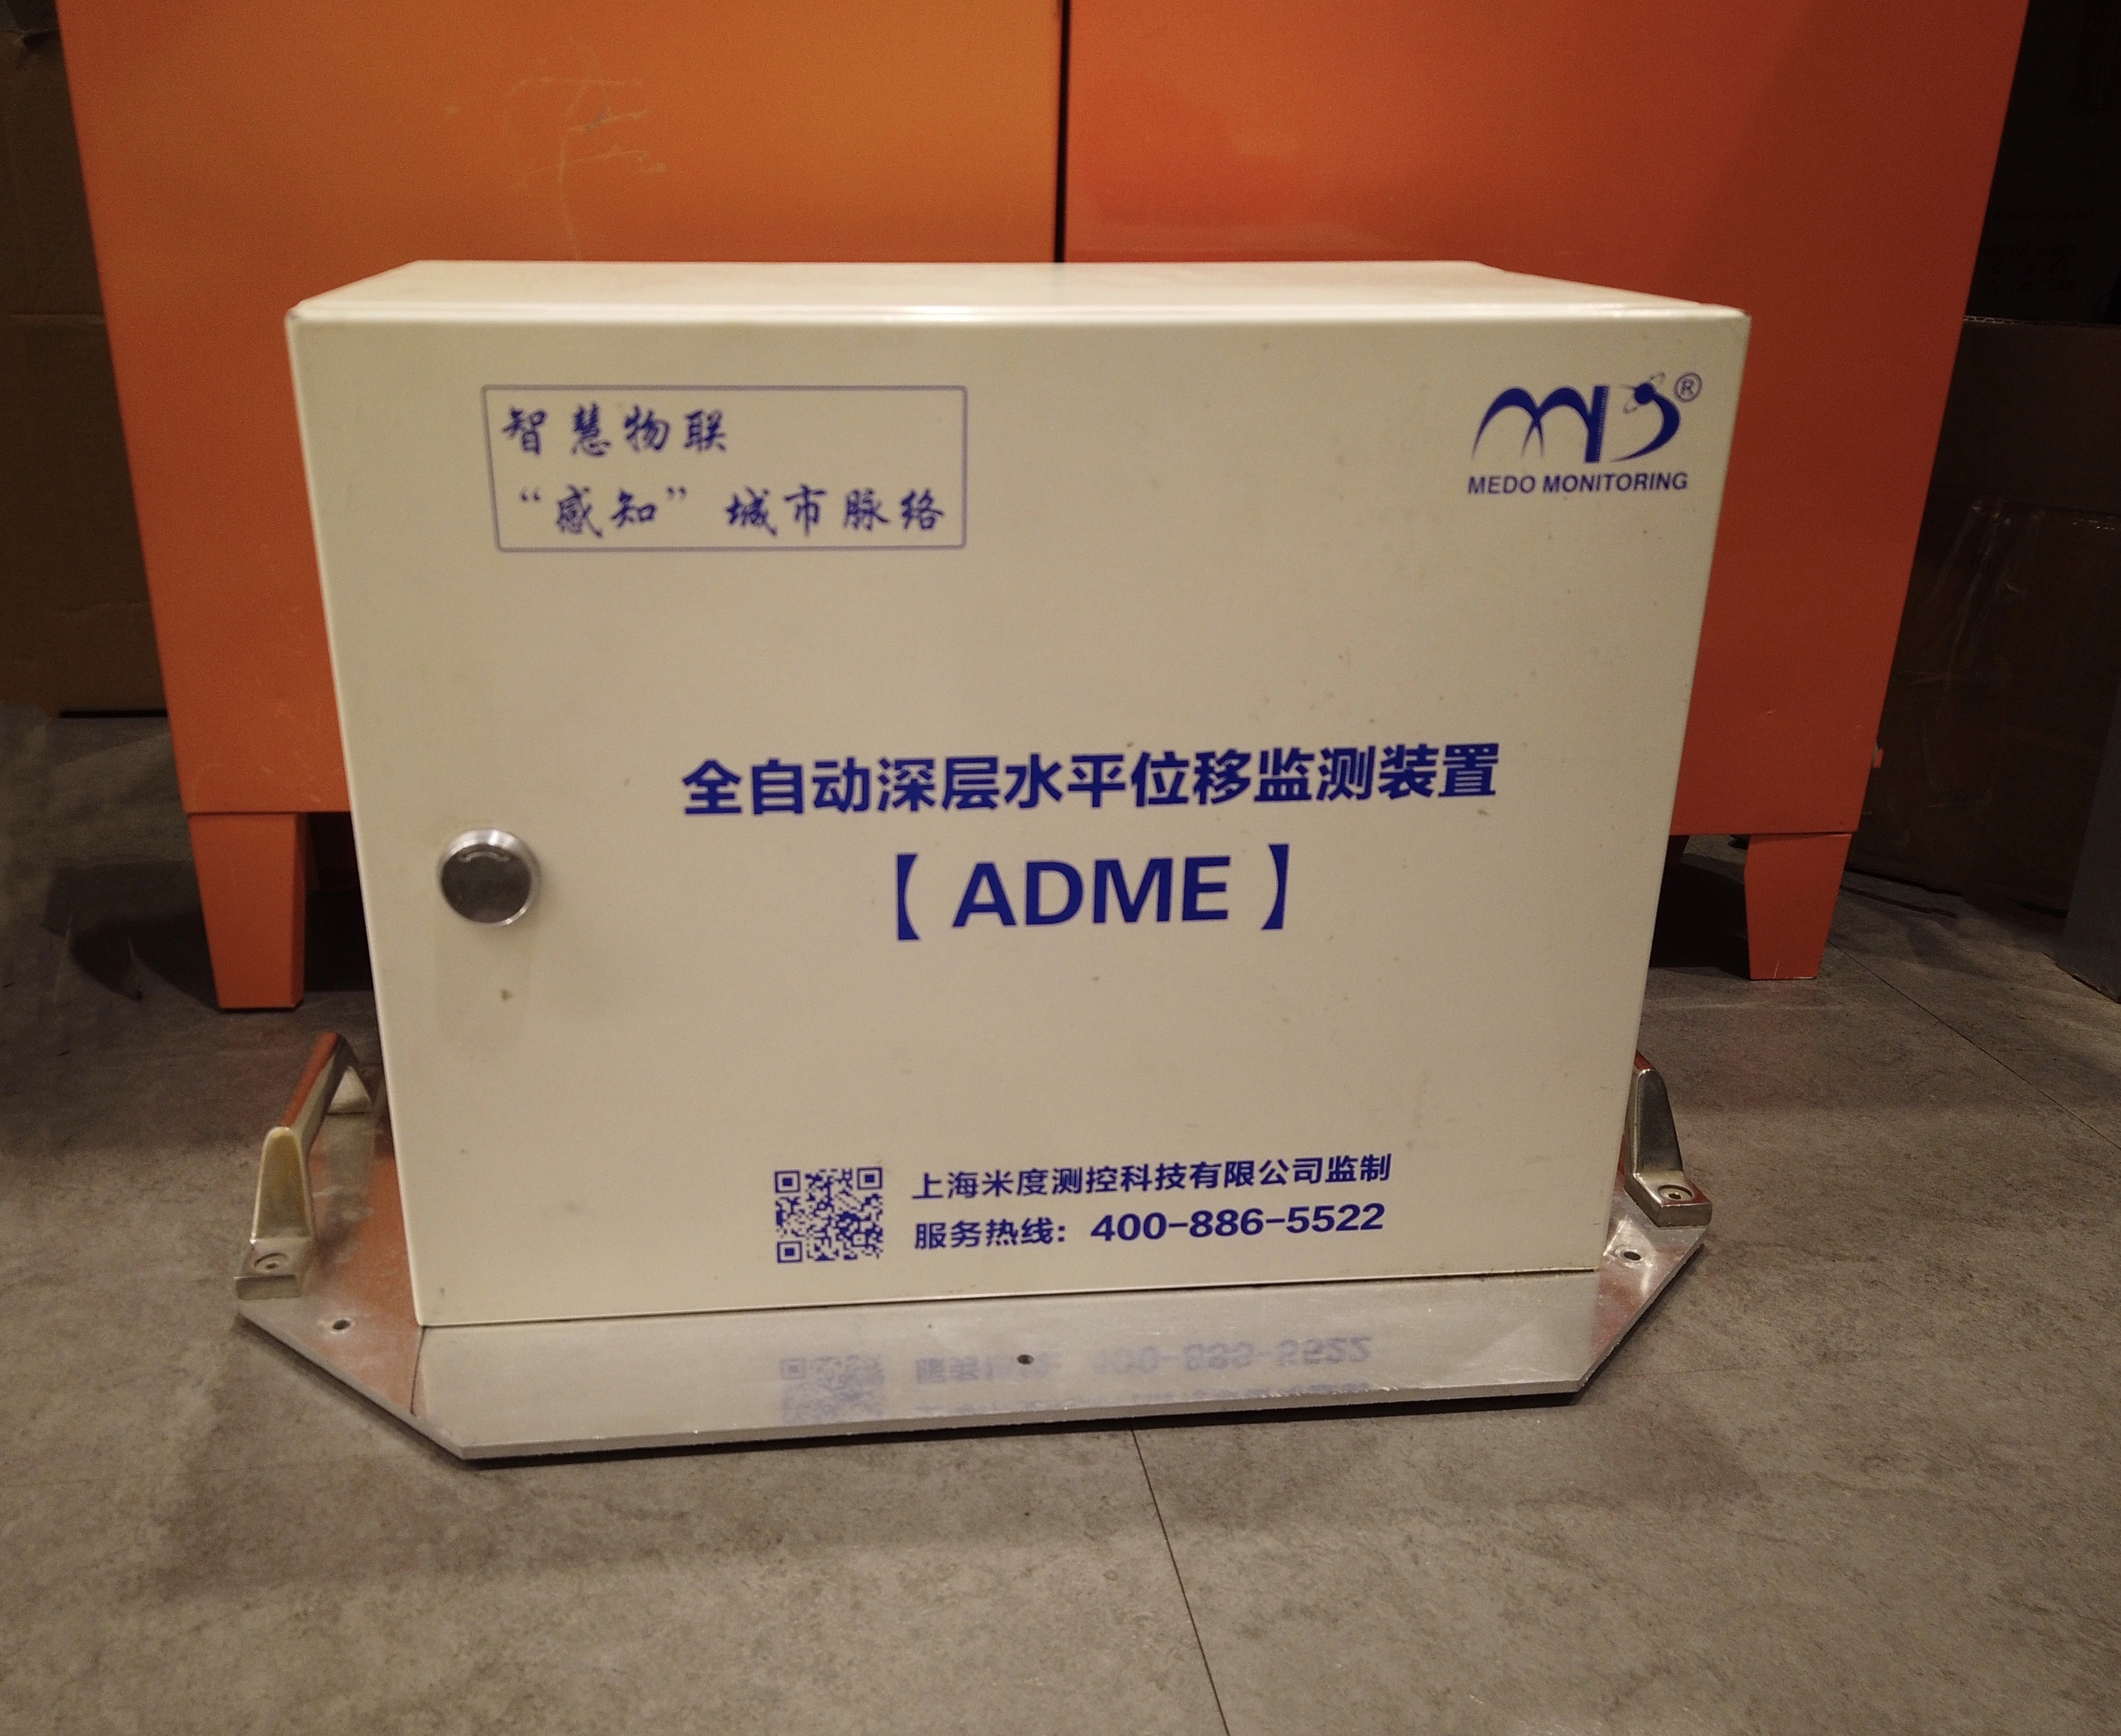 智慧物联
“感知”城市脉络
MD®
MEDO MONITORING
全自动深层水平位移监测装置
【ADME】
上海米度测控科技有限公司监制
服务热线：400-886-5522